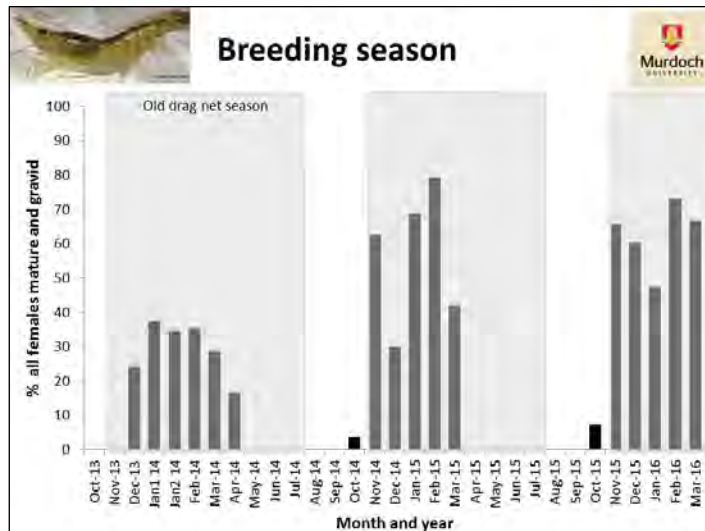 Breeding season
Murdoch
UNIVERSITY
Old drag net season
% all females mature and gravid
100
90
80
70
60
50
40
30
20
10
0
Oct-13
Nov-13
Dec-13
Jan1 14
Jan2 14
Feb-14
Mar-14
Apr-14
May-14
Jun-14
Jul-14
Aug-14
Sep-14
Oct-14
Nov-14
Dec-14
Jan-15
Feb-15
Mar-15
Apr-15
May-15
Jun-15
Jul-15
Aug-15
Sep-15
Oct-15
Nov-15
Dec-15
Jan-16
Feb-16
Mar-16
Month and year